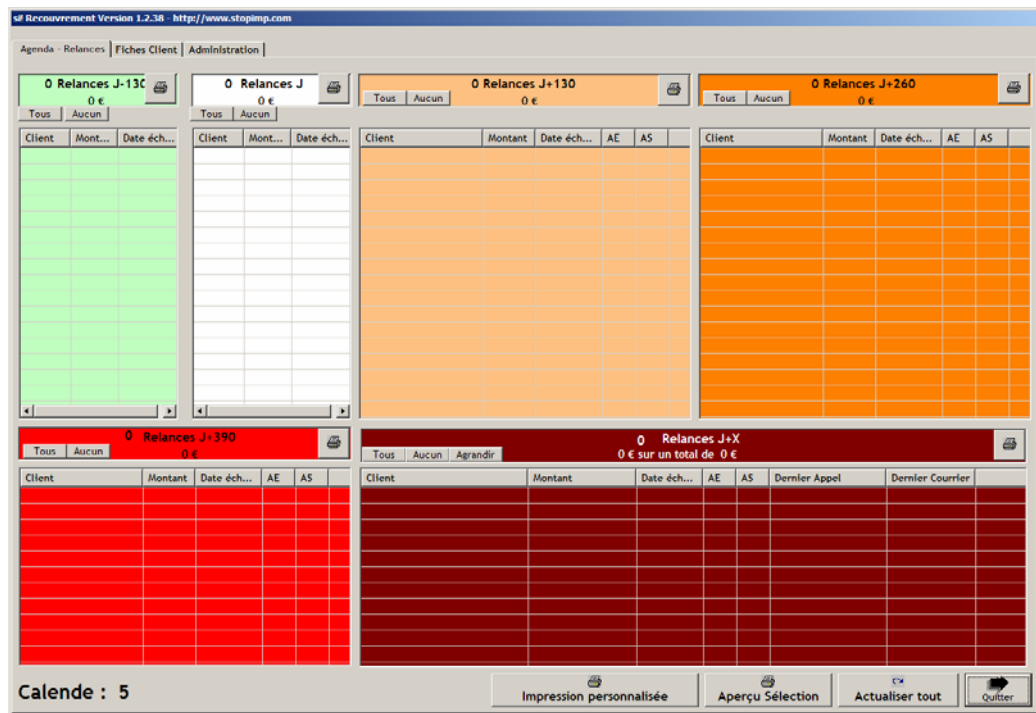 sif Recouvrement Version 1.2.38 - http://www.stopimp.com
Agenda - Relances Fiches Client Administration
0 Relances J-130
0 €
Tous Aucun
0 Relances J
0 €
Tous Aucun
0 Relances J+130
Tous Aucun 0 €
0 Relances J+260
Tous Aucun 0 €
Client Mont... Date éch...
Client Mont... Date éch...
Client Montant Date éch... AE AS
Client Montant Date éch... AE AS
0 Relances J+390
Tous Aucun 0 €
0 Relances J+X
Tous Aucun Agrandir 0 € sur un total de 0 €
Client Montant Date éch... AE AS
Client Montant Date éch... AE AS Dernier Appel Dernier Courrier
Calende : 5
Impression personnalisée
Aperçu Sélection
Actualiser tout
Quitter